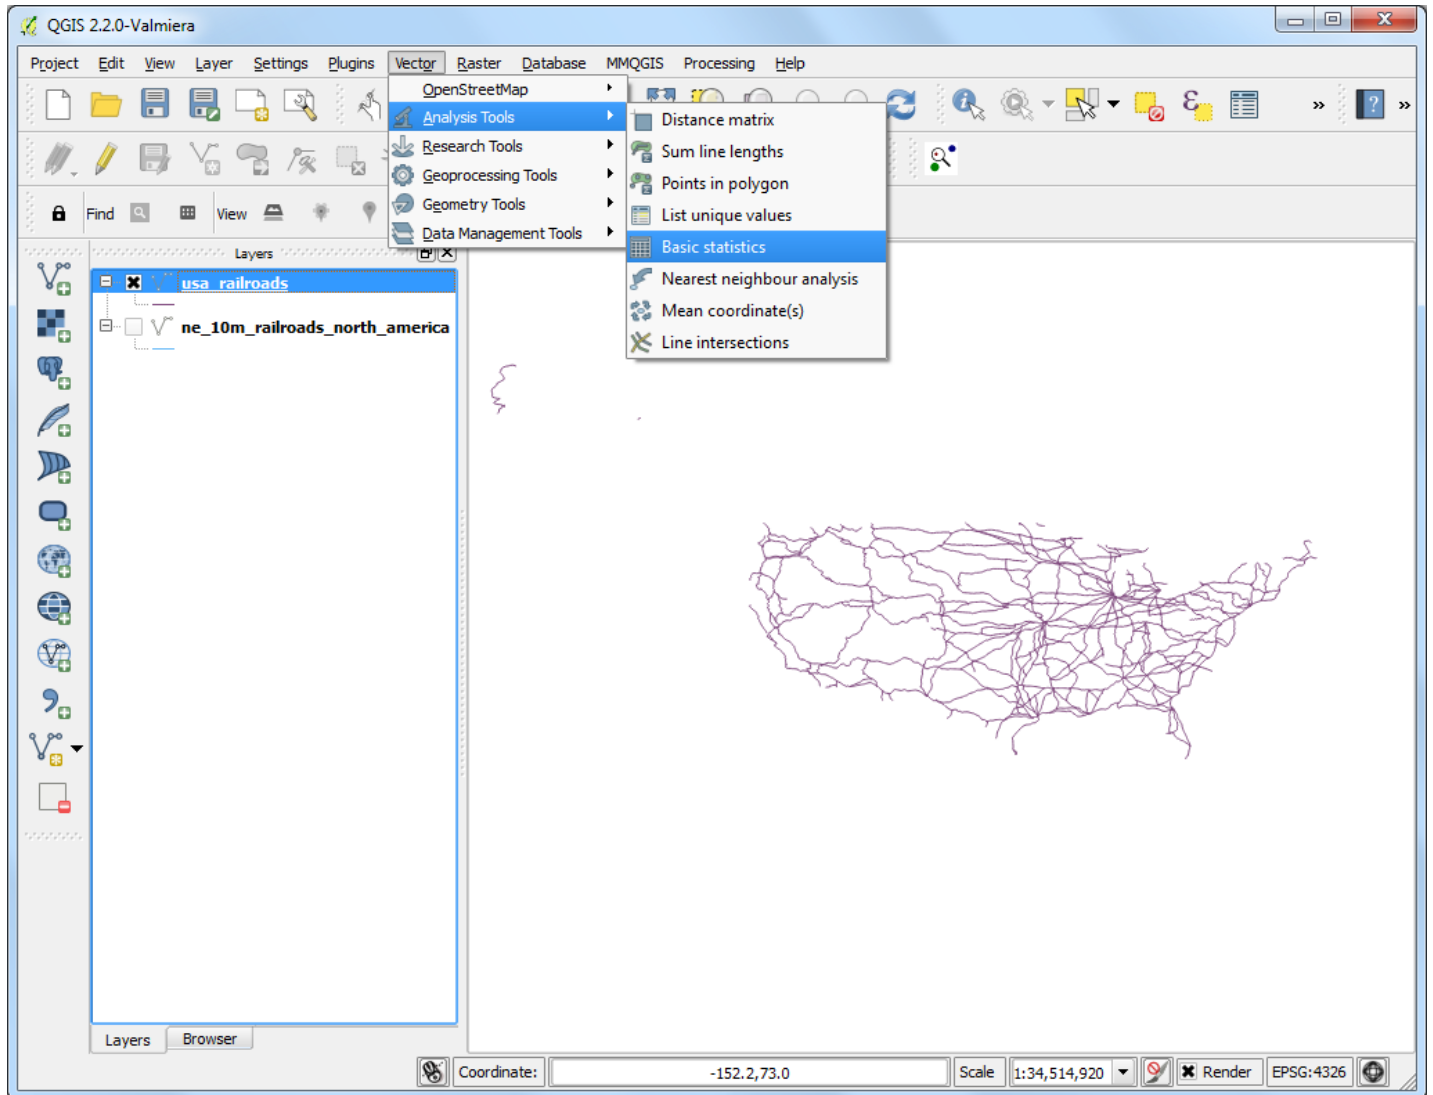 QGIS 2.2.0-Valmiera
Project Edit View Layer Settings Plugins Vector Raster Database MMQGIS Processing Help
OpenStreetMap
Analysis Tools
Research Tools
Geoprocessing Tools
Geometry Tools
Data Management Tools
Distance matrix
Sum line lengths
Points in polygon
List unique values
Basic statistics
Nearest neighbour analysis
Mean coordinate(s)
Line intersections
Find View
Layers
usa_railroads
ne_10m_railroads_north_america
Layers Browser
Coordinate: -152.2,73.0 Scale 1:34,514,920 Render EPSG:4326